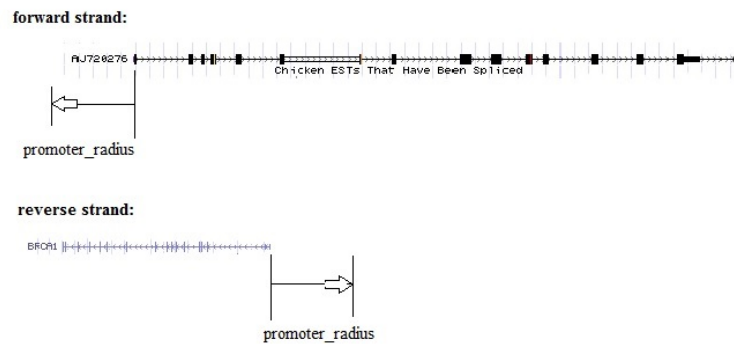 forward strand:
AJ720276
Chicken ESTs That Have Been Spliced
promoter_radius
reverse strand:
BRCA1
promoter_radius